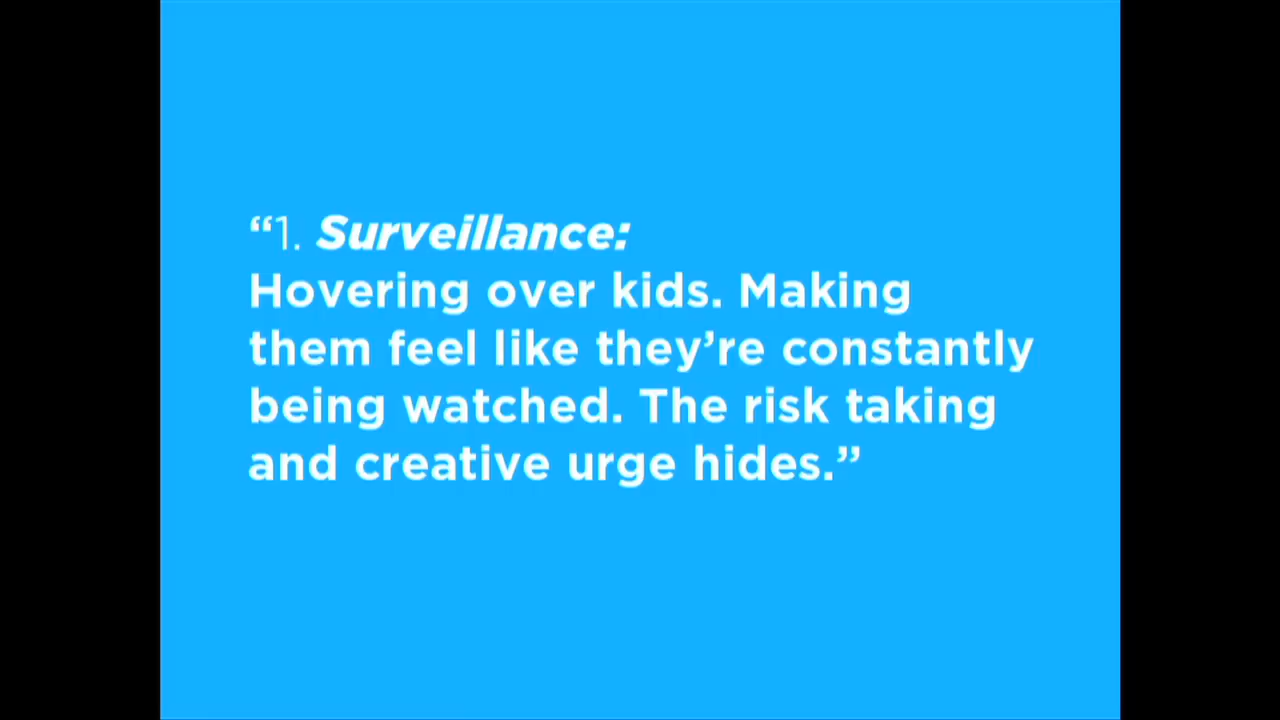 “1. Surveillance:
Hovering over kids. Making
them feel like they’re constantly
being watched. The risk taking
and creative urge hides.”